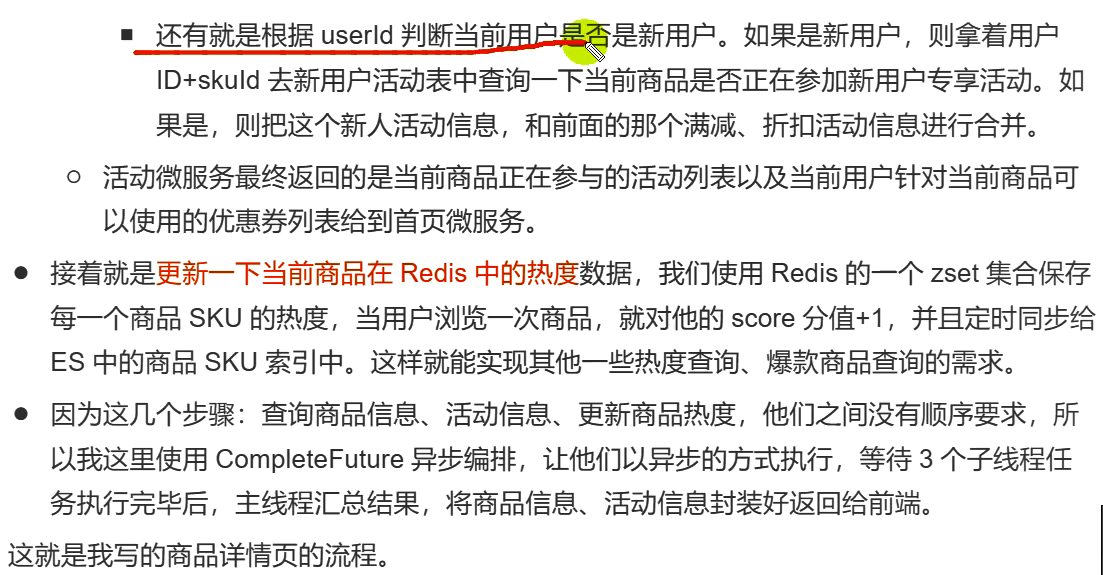 还有就是根据 userId 判断当前用户是否是新用户。如果是新用户，则拿着用户
ID+skuId 去新用户活动表中查询一下当前商品是否正在参加新用户专享活动。如
果是，则把这个新人活动信息，和前面的那个满减、折扣活动信息进行合并。
活动微服务最终返回的是当前商品正在参与的活动列表以及当前用户针对当前商品可
以使用的优惠券列表给到首页微服务。
接着就是更新一下当前商品在 Redis 中的热度数据，我们使用 Redis 的一个 zset 集合保存
每一个商品 SKU 的热度，当用户浏览一次商品，就对他的 score 分值+1，并且定时同步给
ES 中的商品 SKU 索引中。这样就能实现其他一些热度查询、爆款商品查询的需求。
因为这几个步骤：查询商品信息、活动信息、更新商品热度，他们之间没有顺序要求，所
以我这里使用 CompleteFuture 异步编排，让他们以异步的方式执行，等待 3 个子线程任
务执行完毕后，主线程汇总结果，将商品信息、活动信息封装好返回给前端。
这就是我写的商品详情页的流程。